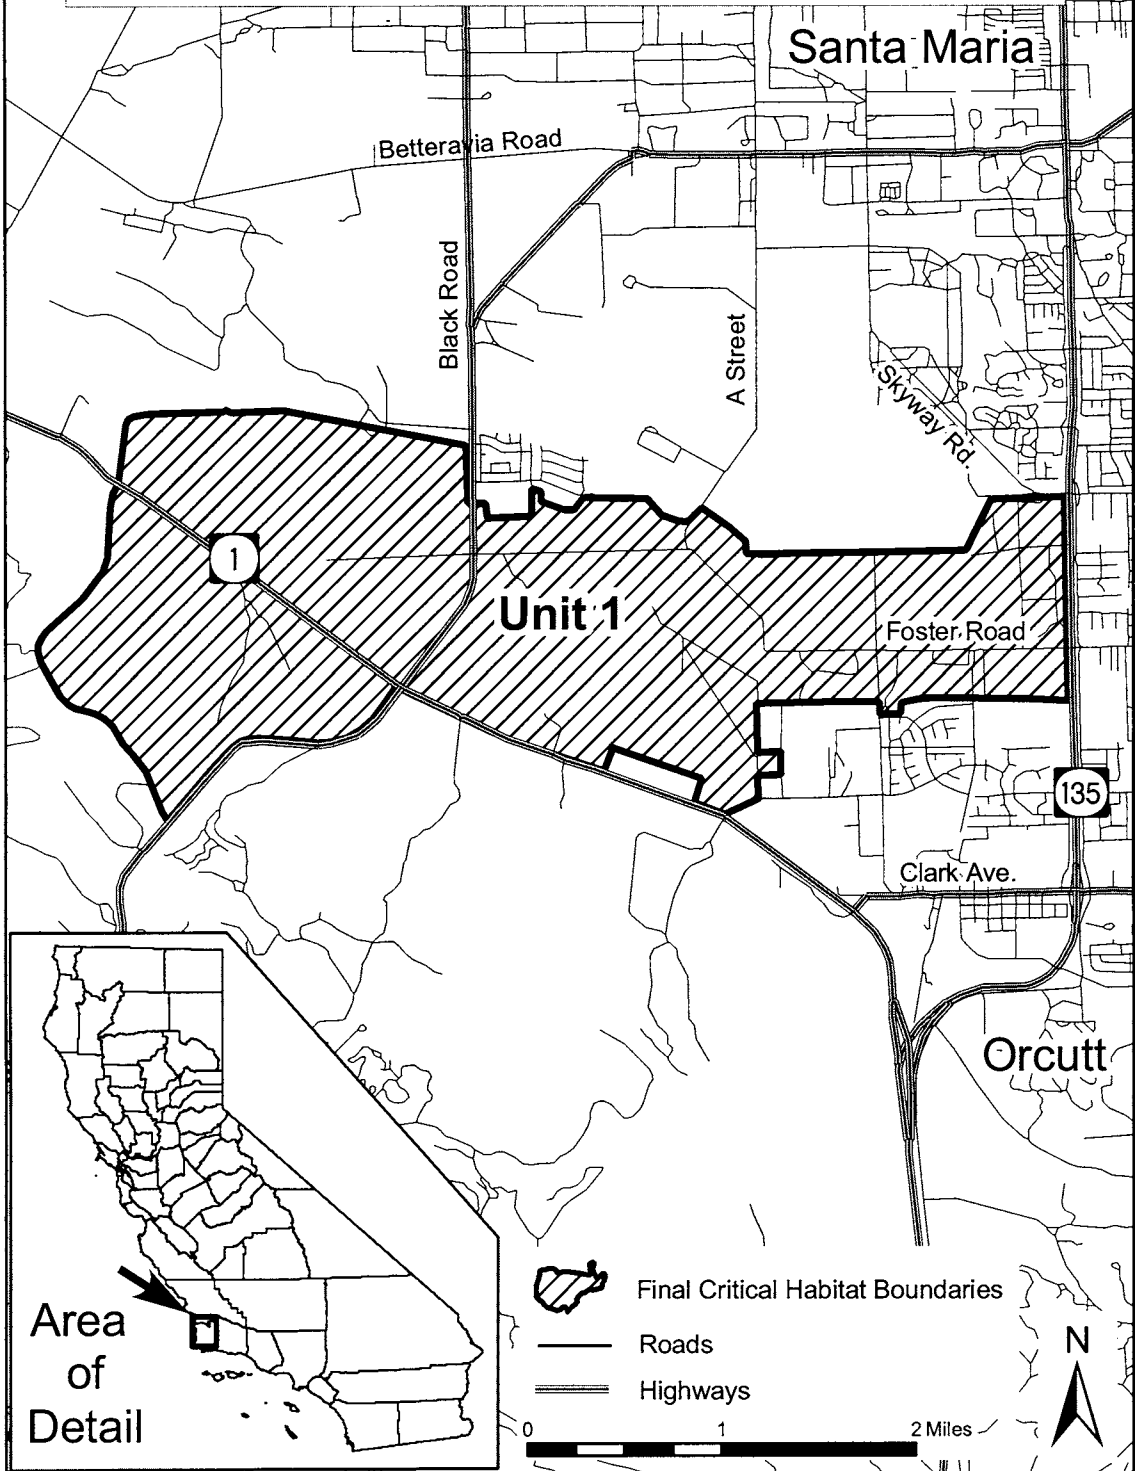 Santa Maria
Betteravia Road
Black Road
A Street
Skyway Rd.
1
Unit 1
Foster Road
135
Clark Ave.
Orcutt
Area
of
Detail
Final Critical Habitat Boundaries
Roads
Highways
N
0 1 2 Miles